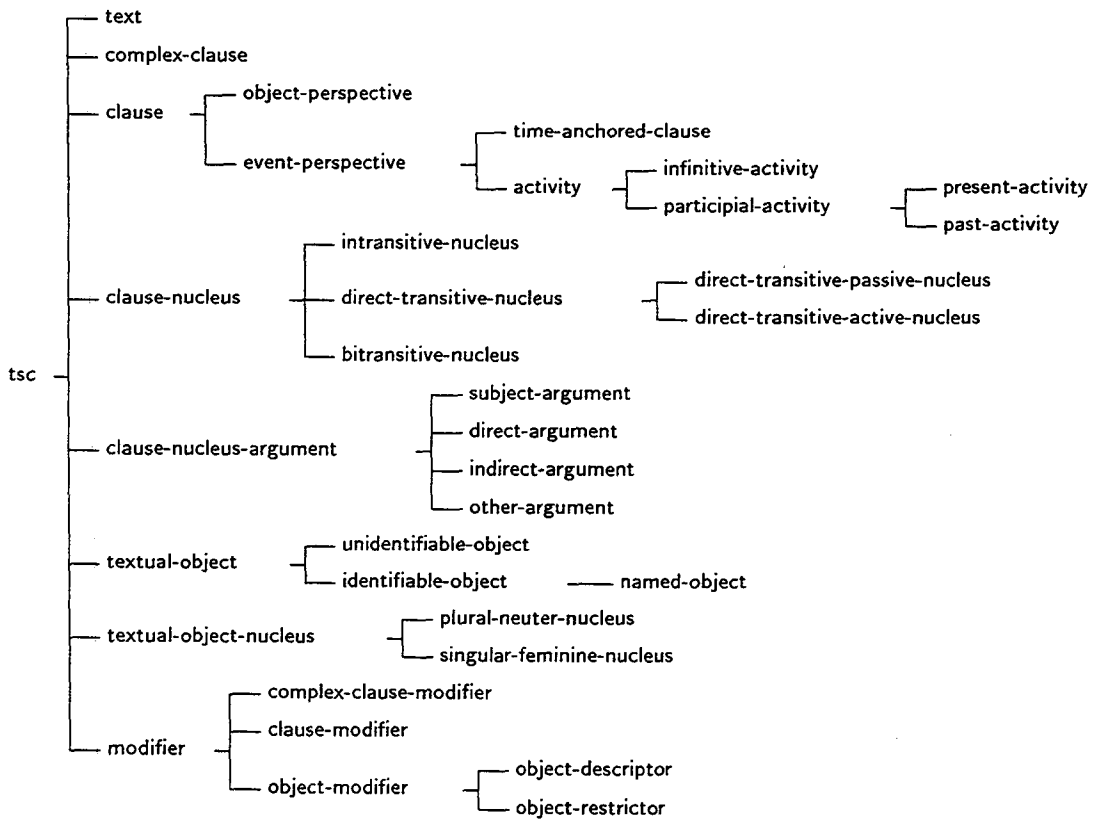 text
complex-clause
object-perspective
clause
time-anchored-clause
event-perspective
infinitive-activity
activity
present-activity
participial-activity
past-activity
intransitive-nucleus
direct-transitive-passive-nucleus
clause-nucleus
direct-transitive-nucleus
direct-transitive-active-nucleus
bitransitive-nucleus
tsc
subject-argument
direct-argument
clause-nucleus-argument
indirect-argument
other-argument
unidentifiable-object
textual-object
identifiable-object
named-object
plural-neuter-nucleus
textual-object-nucleus
singular-feminine-nucleus
complex-clause-modifier
clause-modifier
modifier
object-descriptor
object-modifier
object-restrictor